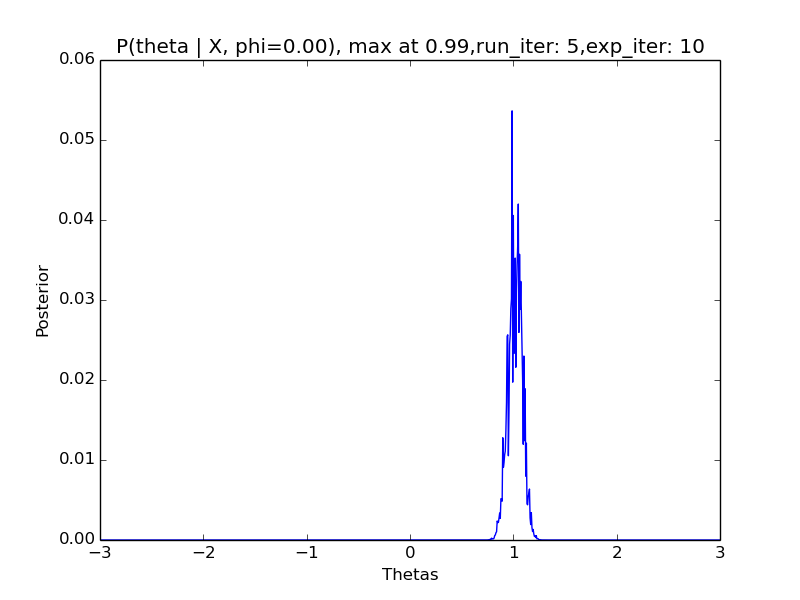 P(theta | X, phi=0.00), max at 0.99,run_iter: 5,exp_iter: 10
0.06
0.05
0.04
0.03
0.02
0.01
0.00
Posterior
−3 −2 −1 0 1 2 3
Thetas